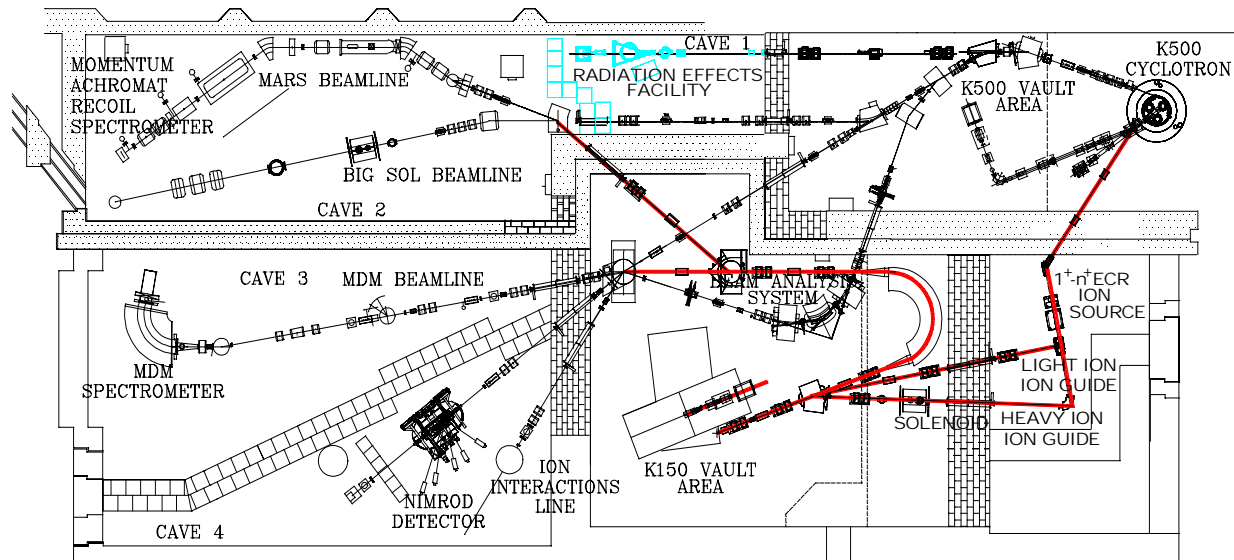 MOMENTUM
ACHROMAT
RECOIL
SPECTROMETER
MARS BEAMLINE
CAVE 1
RADIATION EFFECTS
FACILITY
K500
CYCLOTRON
K500 VAULT
AREA
BIG SOL BEAMLINE
CAVE 2
CAVE 3
MDM BEAMLINE
BEAM ANALYSIS
SYSTEM
1+-n+ECR
ION
SOURCE
MDM
SPECTROMETER
LIGHT ION
ION GUIDE
SOLENOID
HEAVY ION
ION GUIDE
K150 VAULT
AREA
ION
INTERACTIONS
LINE
NIMROD
DETECTOR
CAVE 4